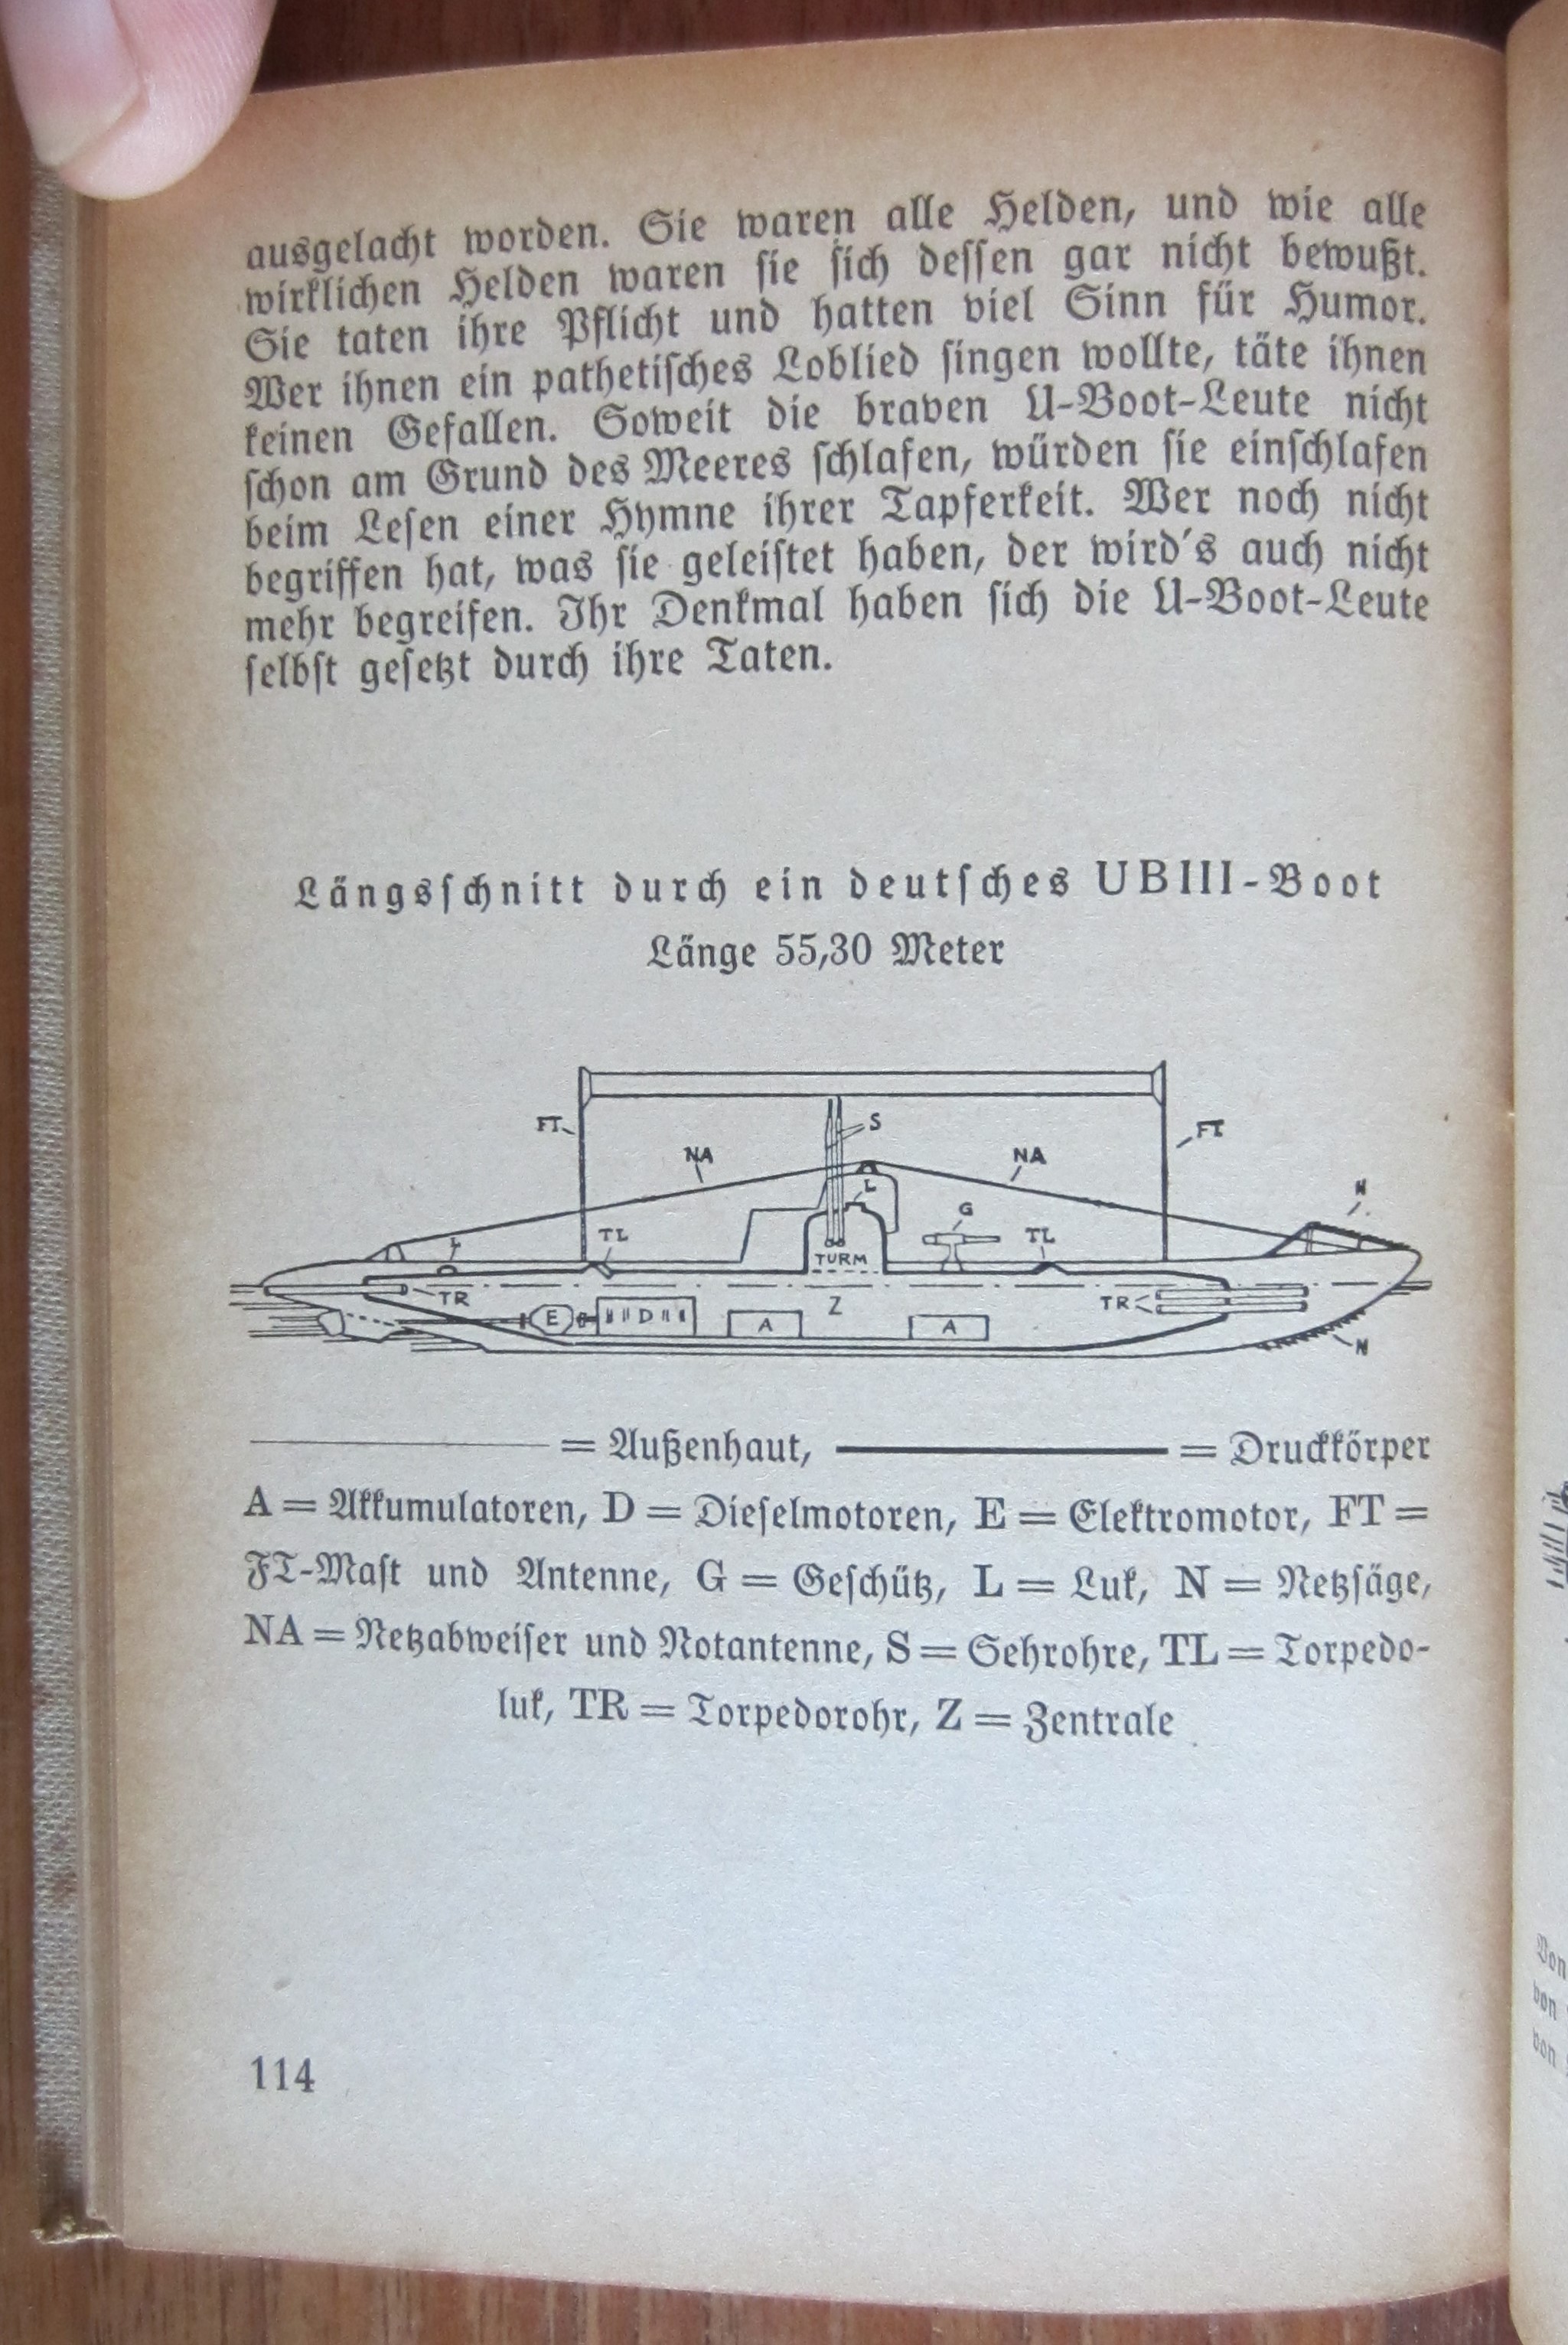 ausgelacht worden. Sie waren alle Helden, und wie alle
wirklichen Helden waren sie sich dessen gar nicht bewußt.
Sie taten ihre Pflicht und hatten viel Sinn für Humor.
Wer ihnen ein pathetisches Loblied singen wollte, täte ihnen
keinen Gefallen. Soweit die braven U-Boot-Leute nicht
schon am Grund des Meeres schlafen, würden sie einschlafen
beim Lesen einer Hymne ihrer Tapferkeit. Wer noch nicht
begriffen hat, was sie geleistet haben, der wird's auch nicht
mehr begreifen. Ihr Denkmal haben sich die U-Boot-Leute
selbst gesetzt durch ihre Taten.
Längsschnitt durch ein deutsches UBIII-Boot
Länge 55,30 Meter
FT
S
FT
NA
NA
L
N
G
L
TL
TL
TURM
TR
Z
TR
E
D
A
A
N
= Außenhaut, = Druckkörper
A = Akkumulatoren, D = Dieselmotoren, E = Elektromotor, FT =
FT-Mast und Antenne, G = Geschütz, L = Luk, N = Netzsäge,
NA = Netzabweiser und Notantenne, S = Sehrohre, TL = Torpedo-
luk, TR = Torpedorohr, Z = Zentrale
114
Von
von
von